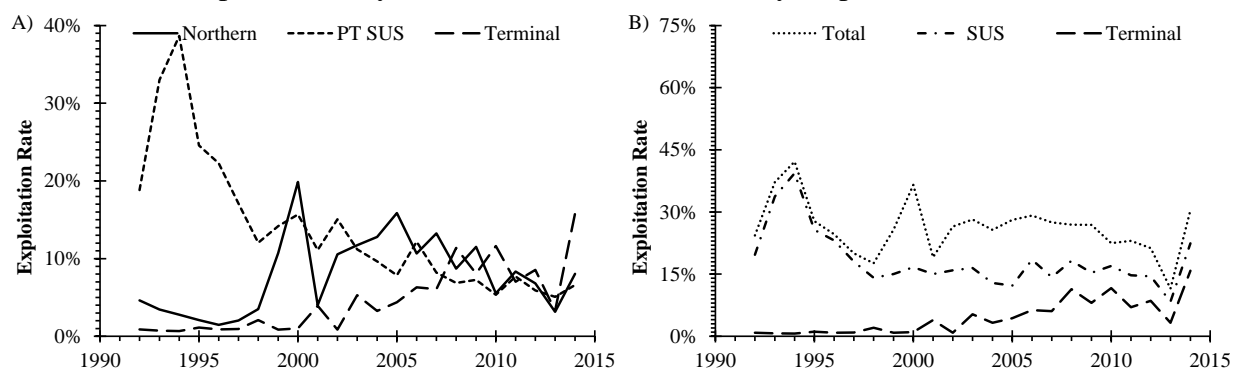 A) Northern PT SUS Terminal
40%
30%
20%
10%
0%
1990 1995 2000 2005 2010 2015
Exploitation Rate
B) Total SUS Terminal
75%
60%
45%
30%
15%
0%
1990 1995 2000 2005 2010 2015
Exploitation Rate